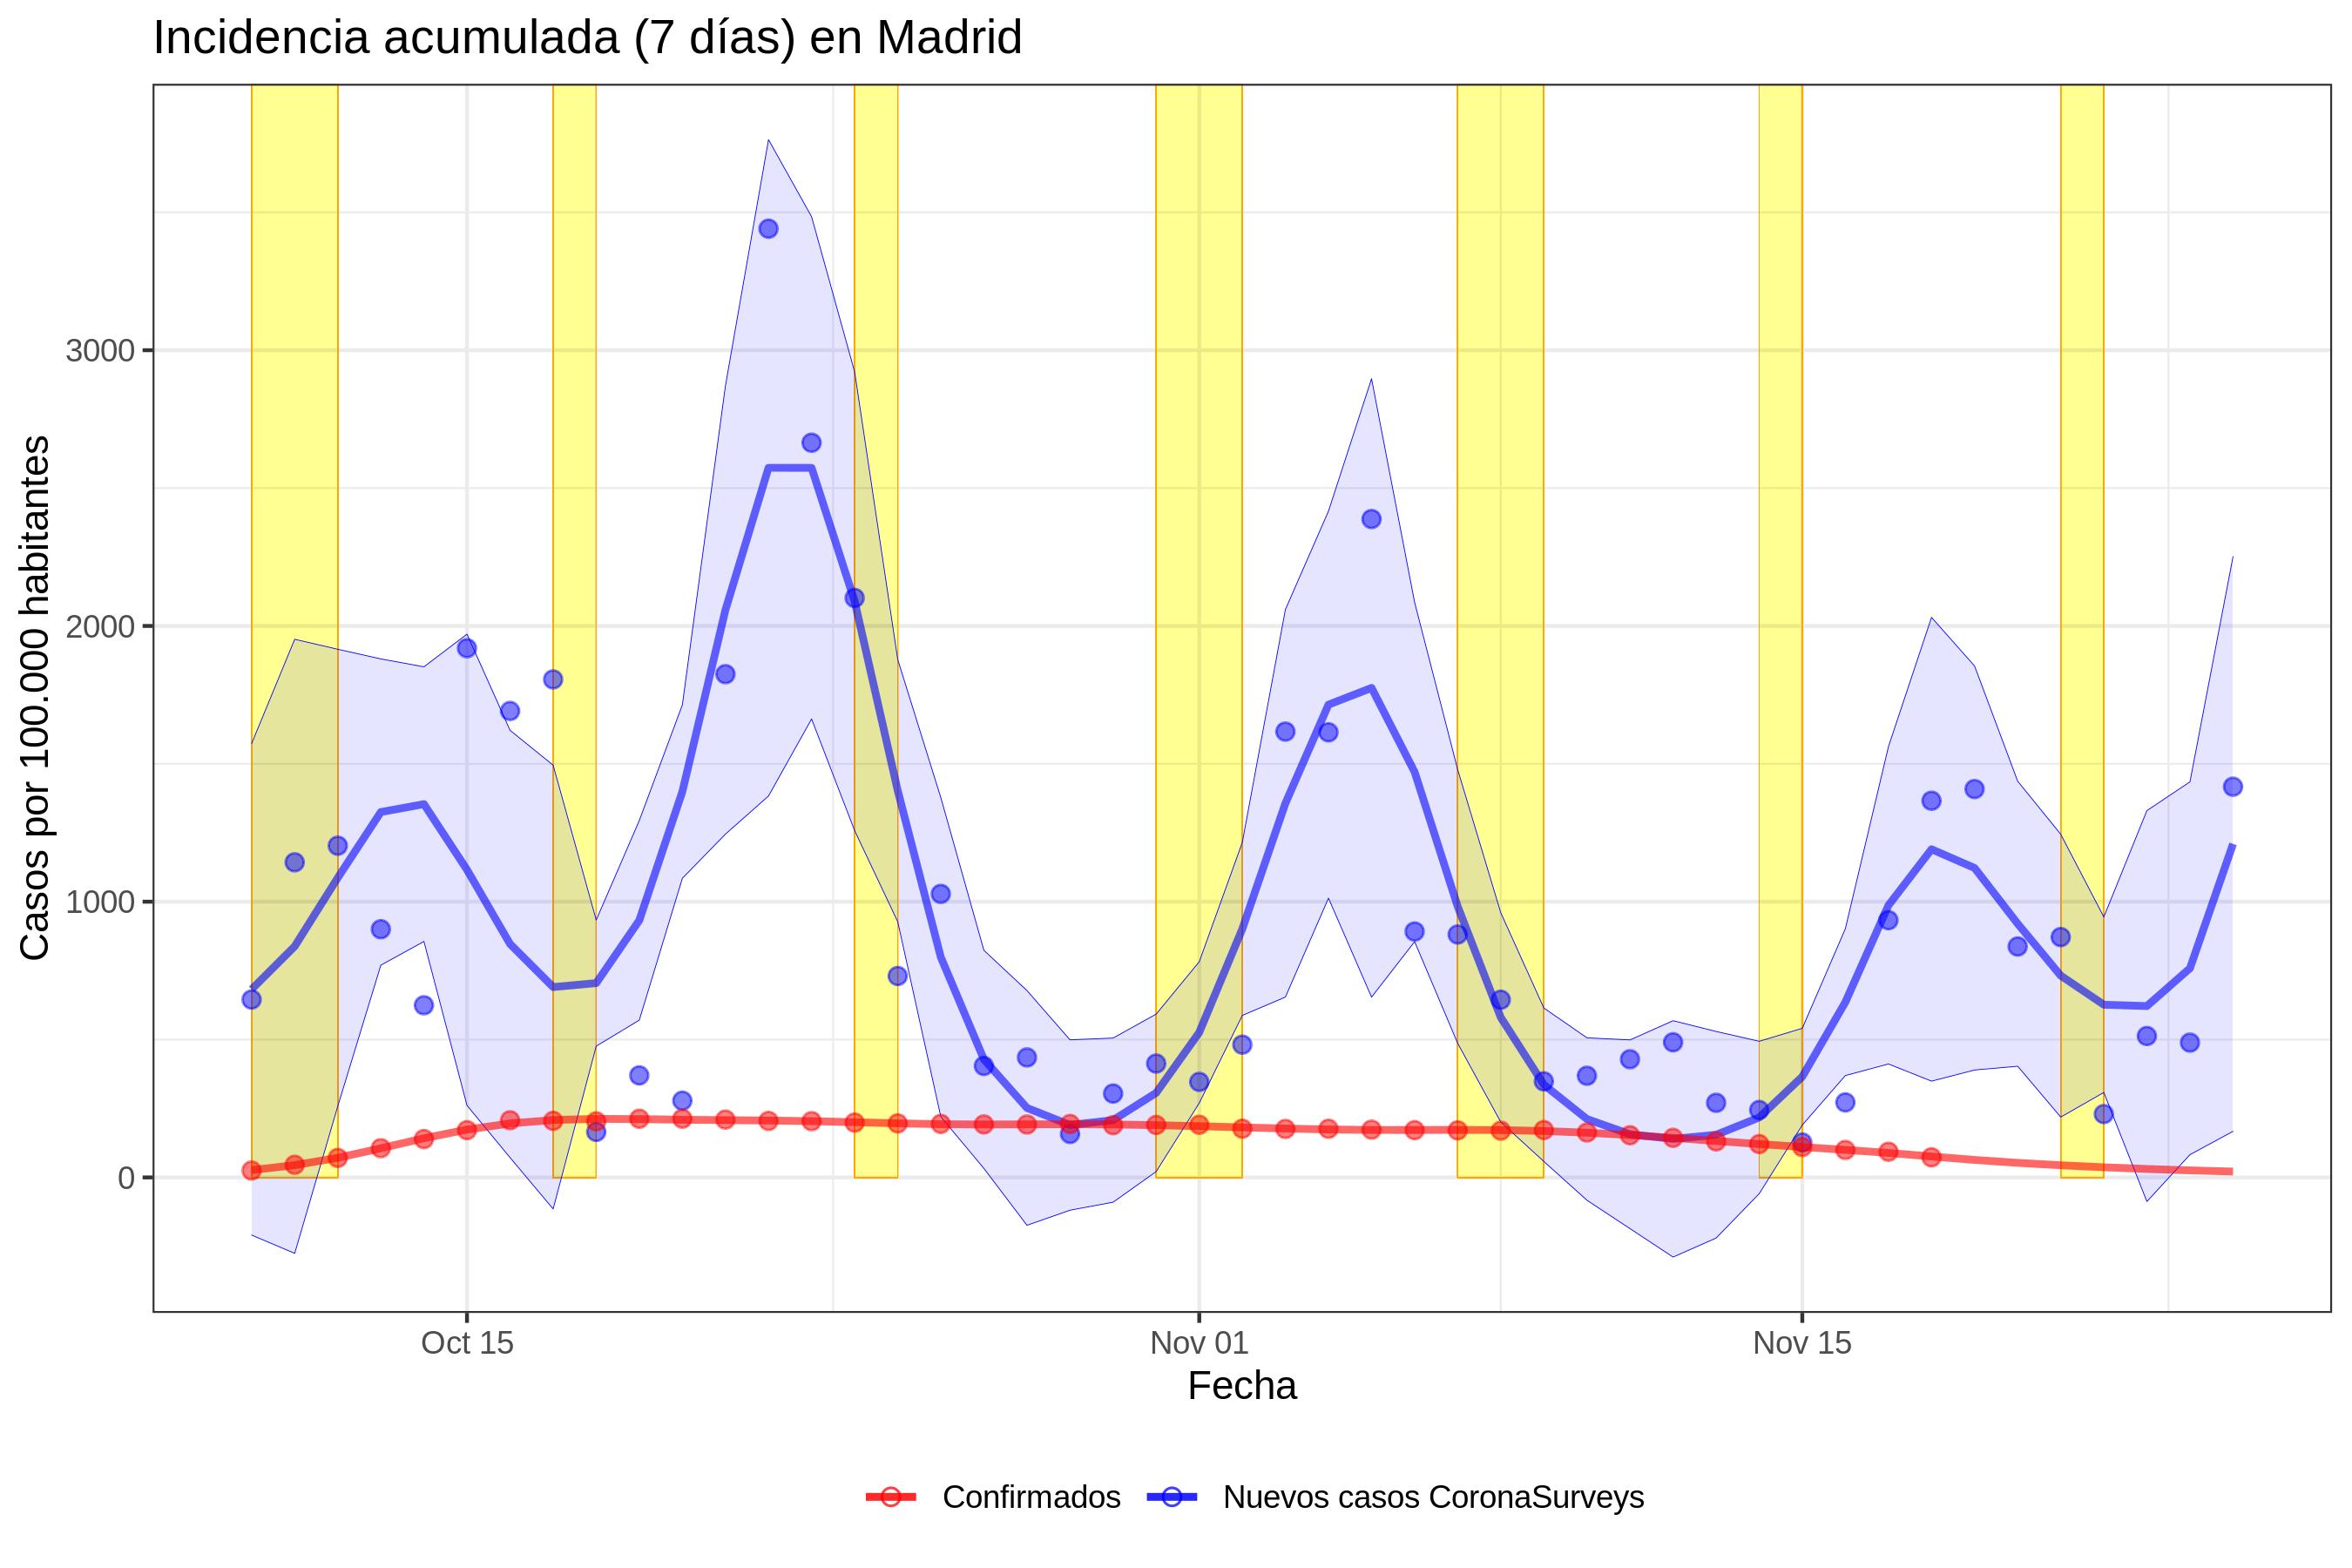 Incidencia acumulada (7 días) en Madrid
Casos por 100.000 habitantes
3000
2000
1000
0
Oct 15
Nov 01
Nov 15
Fecha
Confirmados
Nuevos casos CoronaSurveys